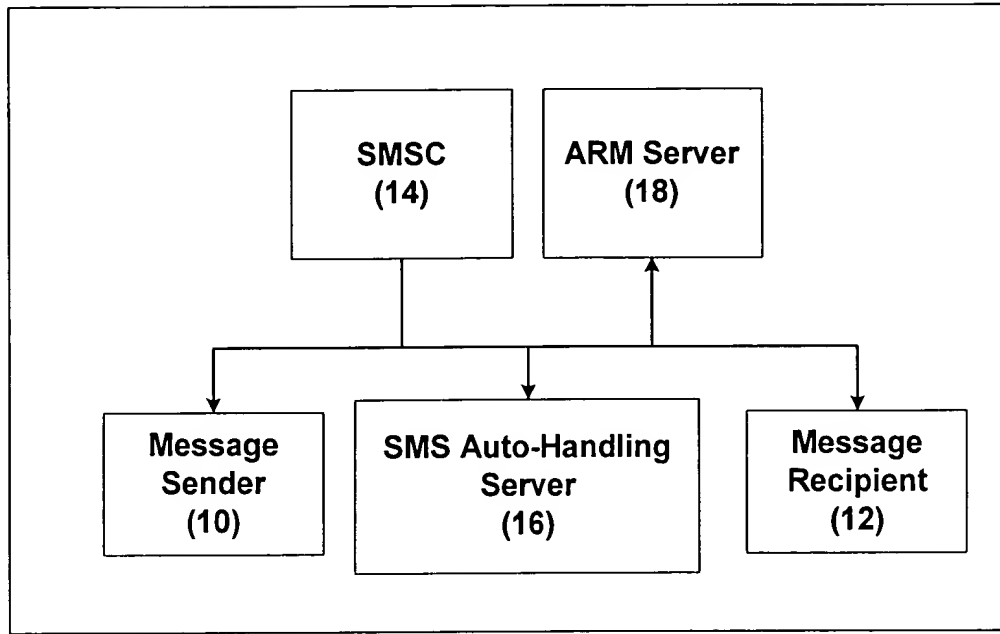 SMSC
(14)
ARM Server
(18)
Message
Sender
(10)
SMS Auto-Handling
Server
(16)
Message
Recipient
(12)